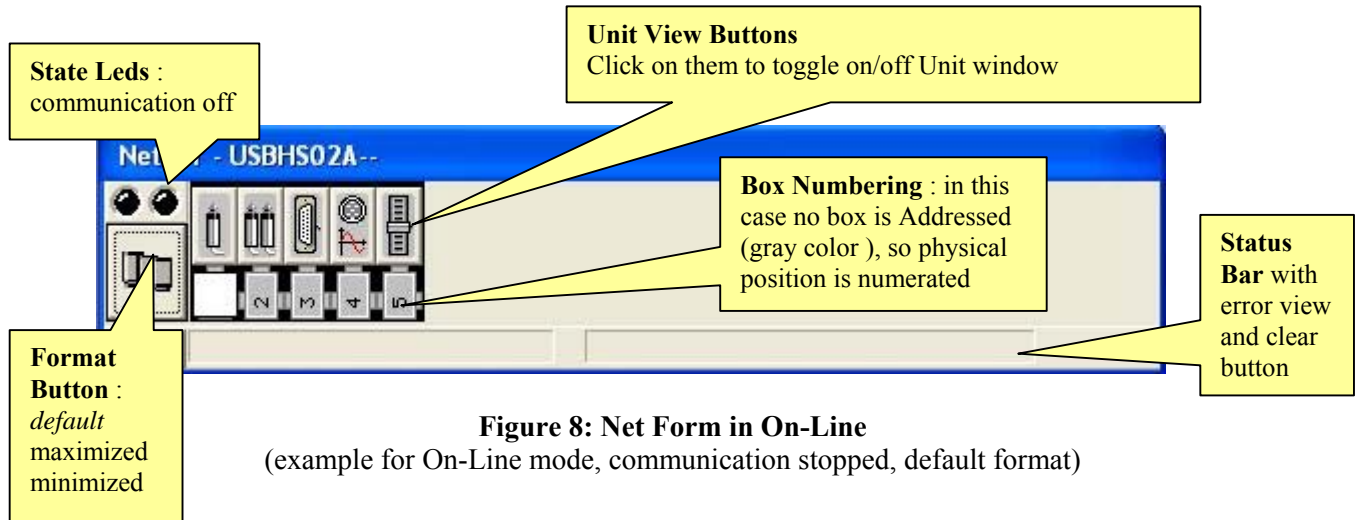 Unit View Buttons
Click on them to toggle on/off Unit window
State Leds :
communication off
Net - USBHS02A--
Box Numbering : in this
case no box is Addressed
(gray color ), so physical
position is numerated
2 3 4 5
Status
Bar with
error view
and clear
button
Format
Button :
default
maximized
minimized
Figure 8: Net Form in On-Line
(example for On-Line mode, communication stopped, default format)